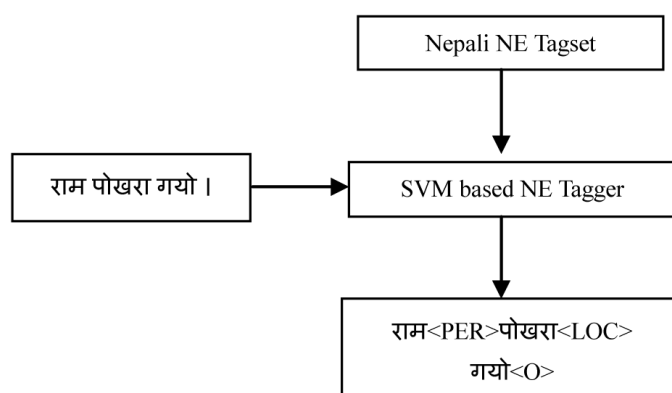 Nepali NE Tagset
राम पोखरा गयो ।
SVM based NE Tagger
राम<PER>पोखरा<LOC>
गयो<O>